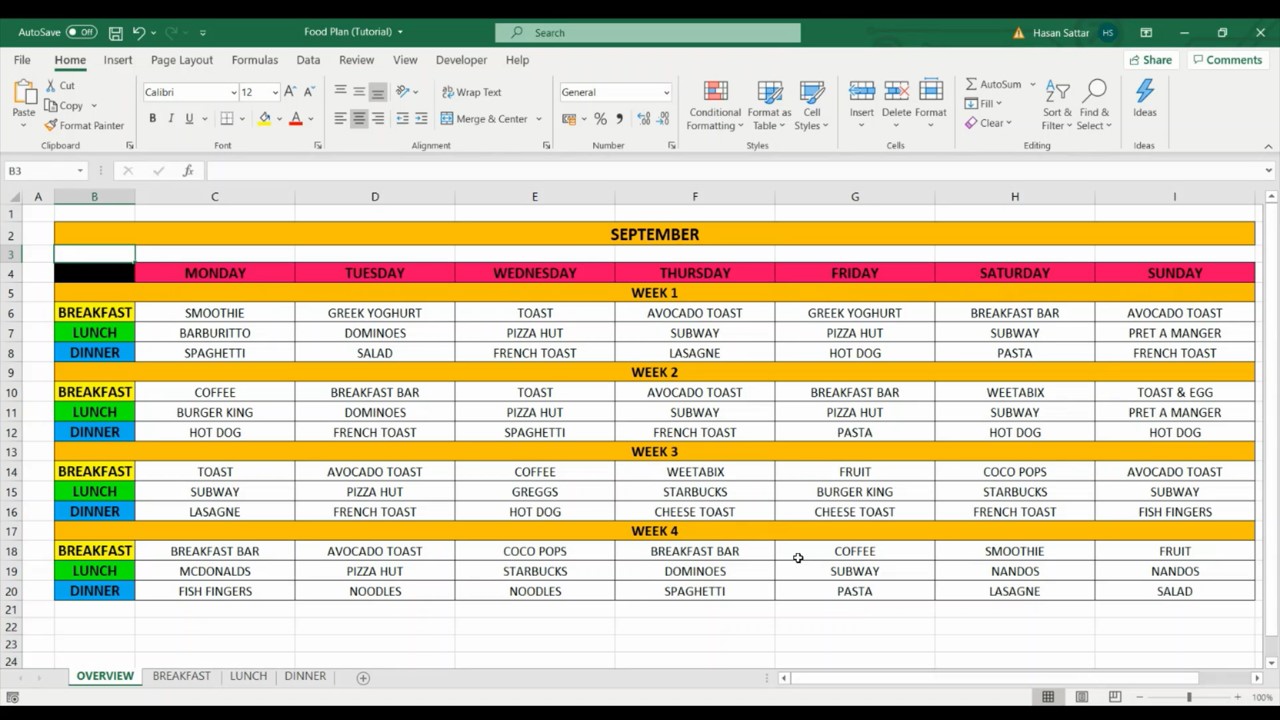 AutoSave Off Food Plan (Tutorial) Search Hasan Sattar HS
File Home Insert Page Layout Formulas Data Review View Developer Help Share Comments
Paste Cut Copy Format Painter Clipboard
Calibri 12 A A B I U A Font
Wrap Text Merge & Center Alignment
General % Number
Conditional Formatting Format as Table Cell Styles Styles
Insert Delete Format Cells
AutoSum Fill Clear Sort & Filter Find & Select Editing
Ideas Ideas
B3 fx
A B C D E F G H I
1
2 SEPTEMBER
3
4 MONDAY TUESDAY WEDNESDAY THURSDAY FRIDAY SATURDAY SUNDAY
5 WEEK 1
6 BREAKFAST SMOOTHIE GREEK YOGHURT TOAST AVOCADO TOAST GREEK YOGHURT BREAKFAST BAR AVOCADO TOAST
7 LUNCH BARBURITTO DOMINOES PIZZA HUT SUBWAY PIZZA HUT SUBWAY PRET A MANGER
8 DINNER SPAGHETTI SALAD FRENCH TOAST LASAGNE HOT DOG PASTA FRENCH TOAST
9 WEEK 2
10 BREAKFAST COFFEE BREAKFAST BAR TOAST AVOCADO TOAST BREAKFAST BAR WEETABIX TOAST & EGG
11 LUNCH BURGER KING DOMINOES PIZZA HUT SUBWAY PIZZA HUT SUBWAY PRET A MANGER
12 DINNER HOT DOG FRENCH TOAST SPAGHETTI FRENCH TOAST PASTA HOT DOG HOT DOG
13 WEEK 3
14 BREAKFAST TOAST AVOCADO TOAST COFFEE WEETABIX FRUIT COCO POPS AVOCADO TOAST
15 LUNCH SUBWAY PIZZA HUT GREGGS STARBUCKS BURGER KING STARBUCKS SUBWAY
16 DINNER LASAGNE FRENCH TOAST HOT DOG CHEESE TOAST CHEESE TOAST FRENCH TOAST FISH FINGERS
17 WEEK 4
18 BREAKFAST BREAKFAST BAR AVOCADO TOAST COCO POPS BREAKFAST BAR COFFEE SMOOTHIE FRUIT
19 LUNCH MCDONALDS PIZZA HUT STARBUCKS DOMINOES SUBWAY NANDOS NANDOS
20 DINNER FISH FINGERS NOODLES NOODLES SPAGHETTI PASTA LASAGNE SALAD
21
22
23
24
OVERVIEW BREAKFAST LUNCH DINNER
100%